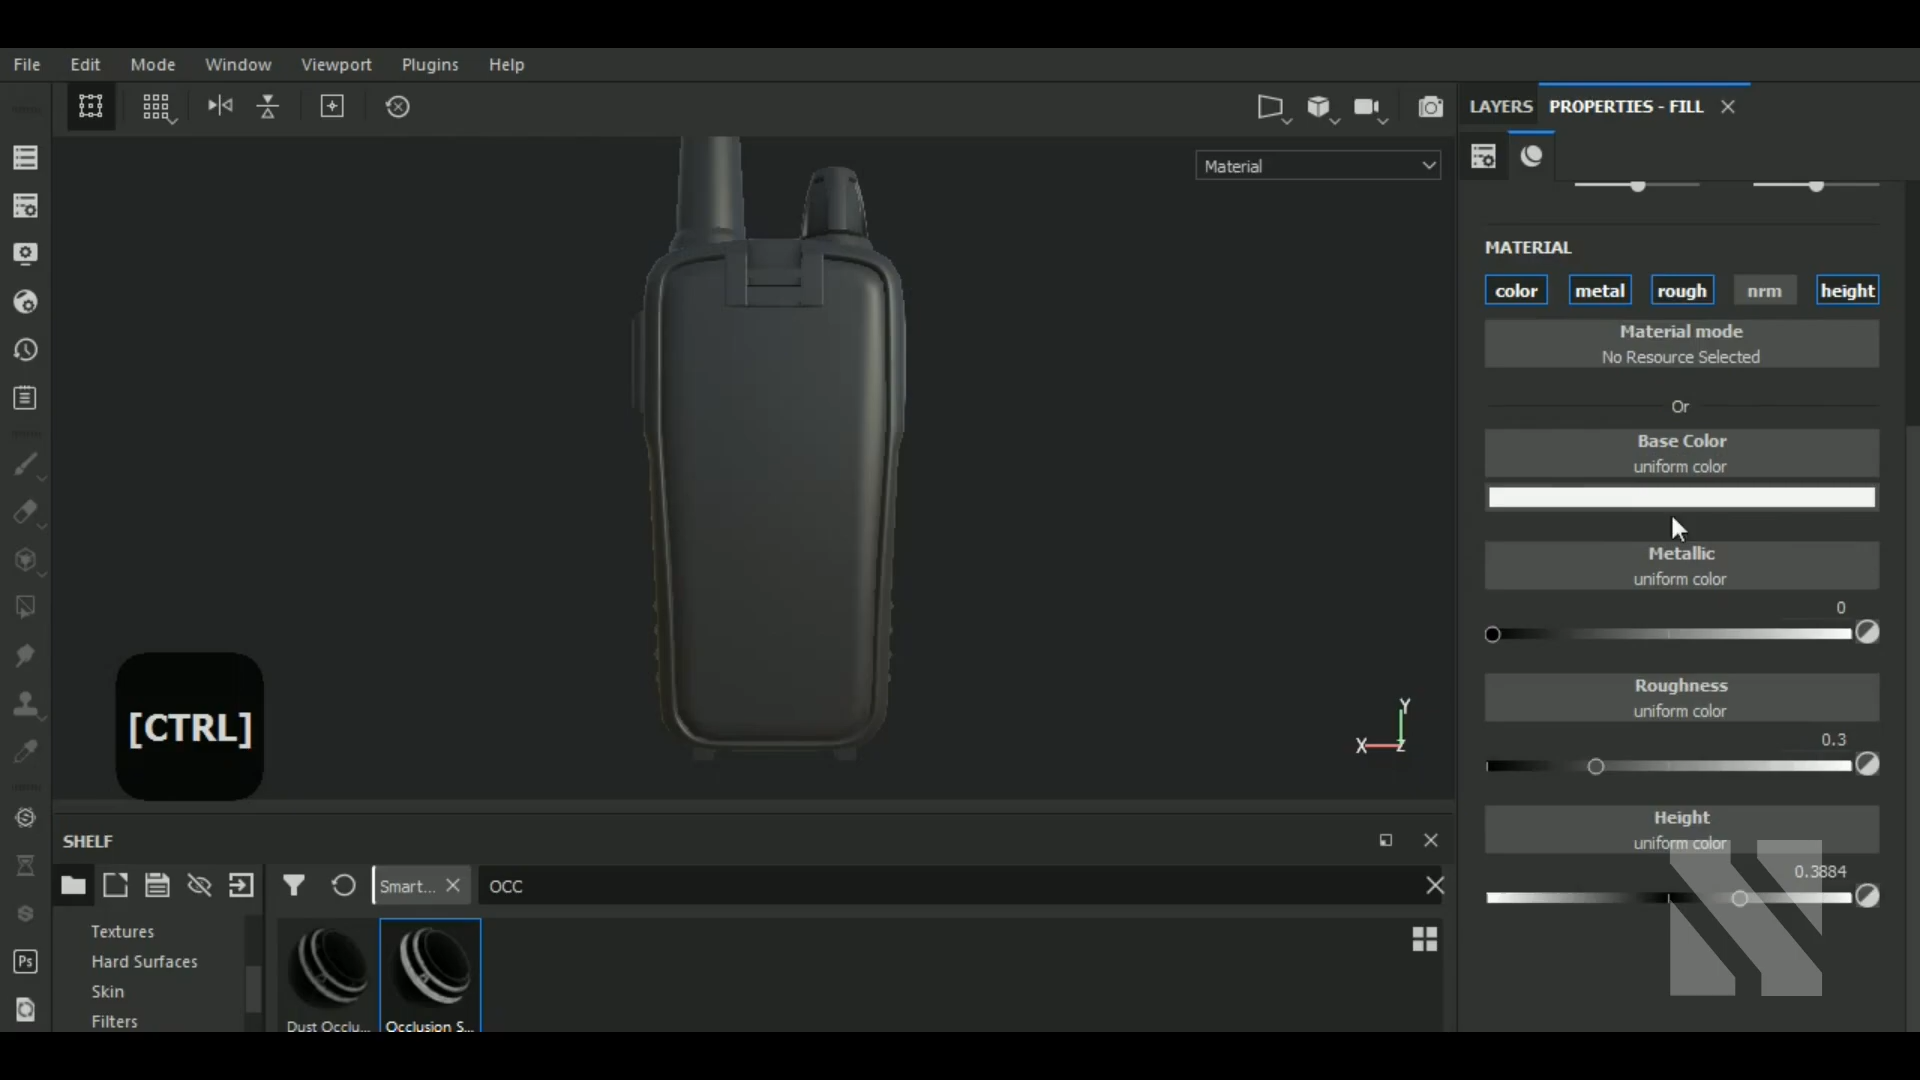 File Edit Mode Window Viewport Plugins Help
LAYERS PROPERTIES - FILL
Material
MATERIAL
color metal rough nrm height
Material mode
No Resource Selected
Or
Base Color
uniform color
Metallic
uniform color
0
Roughness
uniform color
0.3
Height
uniform color
0.3884
Y
X Z
[CTRL]
SHELF
Smart... OCC
Textures
Hard Surfaces
Skin
Filters
Dust Occlu... Occlusion S...
Ps